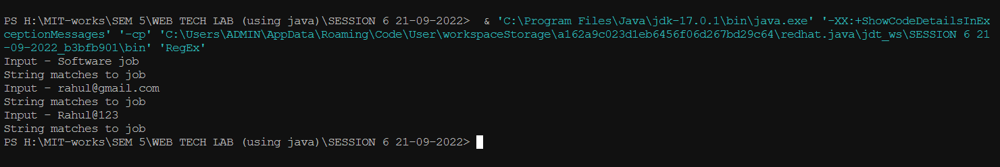 PS H:\MIT-works\SEM 5\WEB TECH LAB (using java)\SESSION 6 21-09-2022>  & 'C:\Program Files\Java\jdk-17.0.1\bin\java.exe' '-XX:+ShowCodeDetailsInEx
ceptionMessages' '-cp' 'C:\Users\ADMIN\AppData\Roaming\Code\User\workspaceStorage\a162a9c023d1eb6456f06d267bd29c64\redhat.java\jdt_ws\SESSION 6 21
-09-2022_b3bfb901\bin' 'RegEx'
Input - Software job
String matches to job
Input - rahul@gmail.com
String matches to job
Input - Rahul@123
String matches to job
PS H:\MIT-works\SEM 5\WEB TECH LAB (using java)\SESSION 6 21-09-2022>